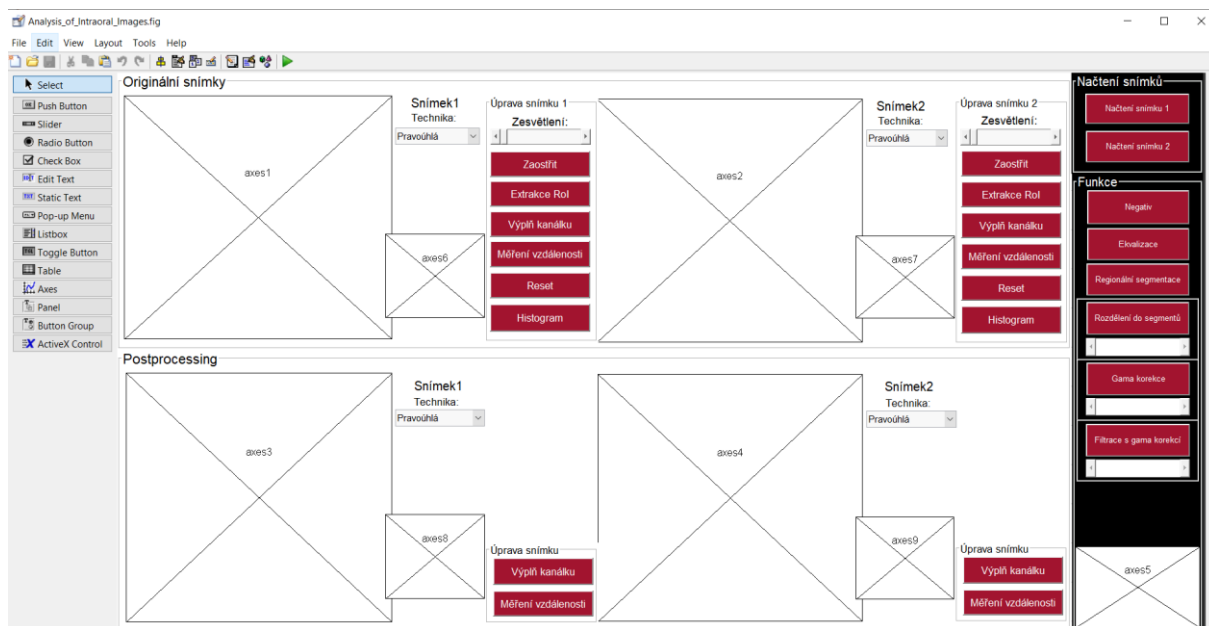 Analysis_of_Intraoral_Images.fig
File Edit View Layout Tools Help
Select
Push Button
Slider
Radio Button
Check Box
Edit Text
Static Text
Pop-up Menu
Listbox
Toggle Button
Table
Axes
Panel
Button Group
ActiveX Control
Originální snímky
axes1
Snímek1
Technika:
Pravoúhlá
axes6
Úprava snímku 1
Zesvětlení:
Zaostřit
Extrakce RoI
Výplň kanálku
Měření vzdálenosti
Reset
Histogram
axes2
Snímek2
Technika:
Pravoúhlá
axes7
Úprava snímku 2
Zesvětlení:
Zaostřit
Extrakce RoI
Výplň kanálku
Měření vzdálenosti
Reset
Histogram
Postprocessing
axes3
Snímek1
Technika:
Pravoúhlá
axes8
Úprava snímku
Výplň kanálku
Měření vzdálenosti
axes4
Snímek2
Technika:
Pravoúhlá
axes9
Úprava snímku
Výplň kanálku
Měření vzdálenosti
Načtení snímků
Načtení snímku 1
Načtení snímku 2
Funkce
Negativ
Ekvalizace
Regionální segmentace
Rozdělení do segmentů
Gama korekce
Filtrace s gama korekcí
axes5